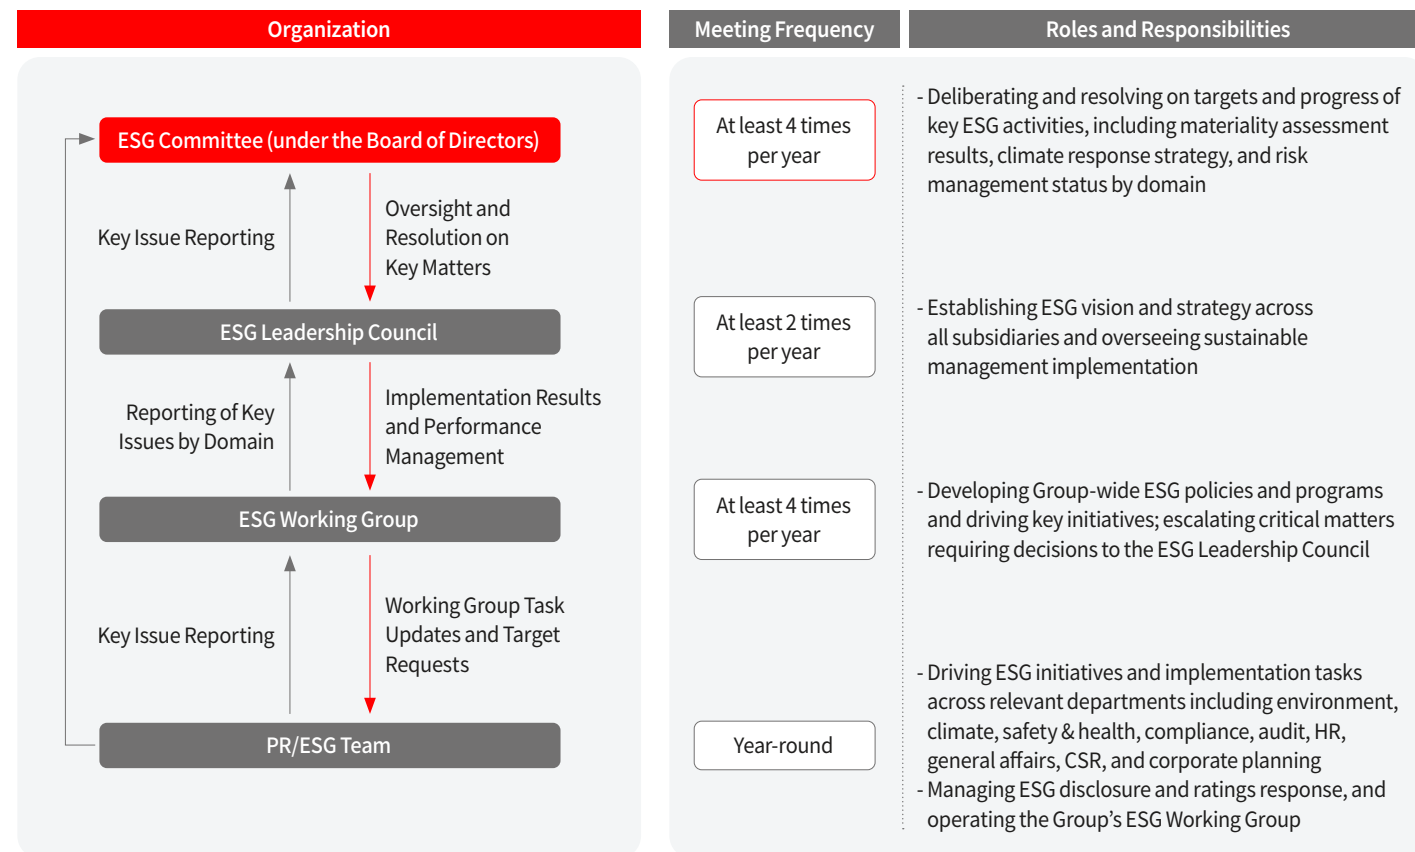 Organization
Meeting Frequency
Roles and Responsibilities
ESG Committee (under the Board of Directors)
Key Issue Reporting
Oversight and
Resolution on
Key Matters
At least 4 times
per year
- Deliberating and resolving on targets and progress of
key ESG activities, including materiality assessment
results, climate response strategy, and risk
management status by domain
ESG Leadership Council
Reporting of Key
Issues by Domain
Implementation Results
and Performance
Management
At least 2 times
per year
- Establishing ESG vision and strategy across
all subsidiaries and overseeing sustainable
management implementation
ESG Working Group
Key Issue Reporting
Working Group Task
Updates and Target
Requests
At least 4 times
per year
- Developing Group-wide ESG policies and programs
and driving key initiatives; escalating critical matters
requiring decisions to the ESG Leadership Council
PR/ESG Team
Year-round
- Driving ESG initiatives and implementation tasks
across relevant departments including environment,
climate, safety & health, compliance, audit, HR,
general affairs, CSR, and corporate planning
- Managing ESG disclosure and ratings response, and
operating the Group's ESG Working Group